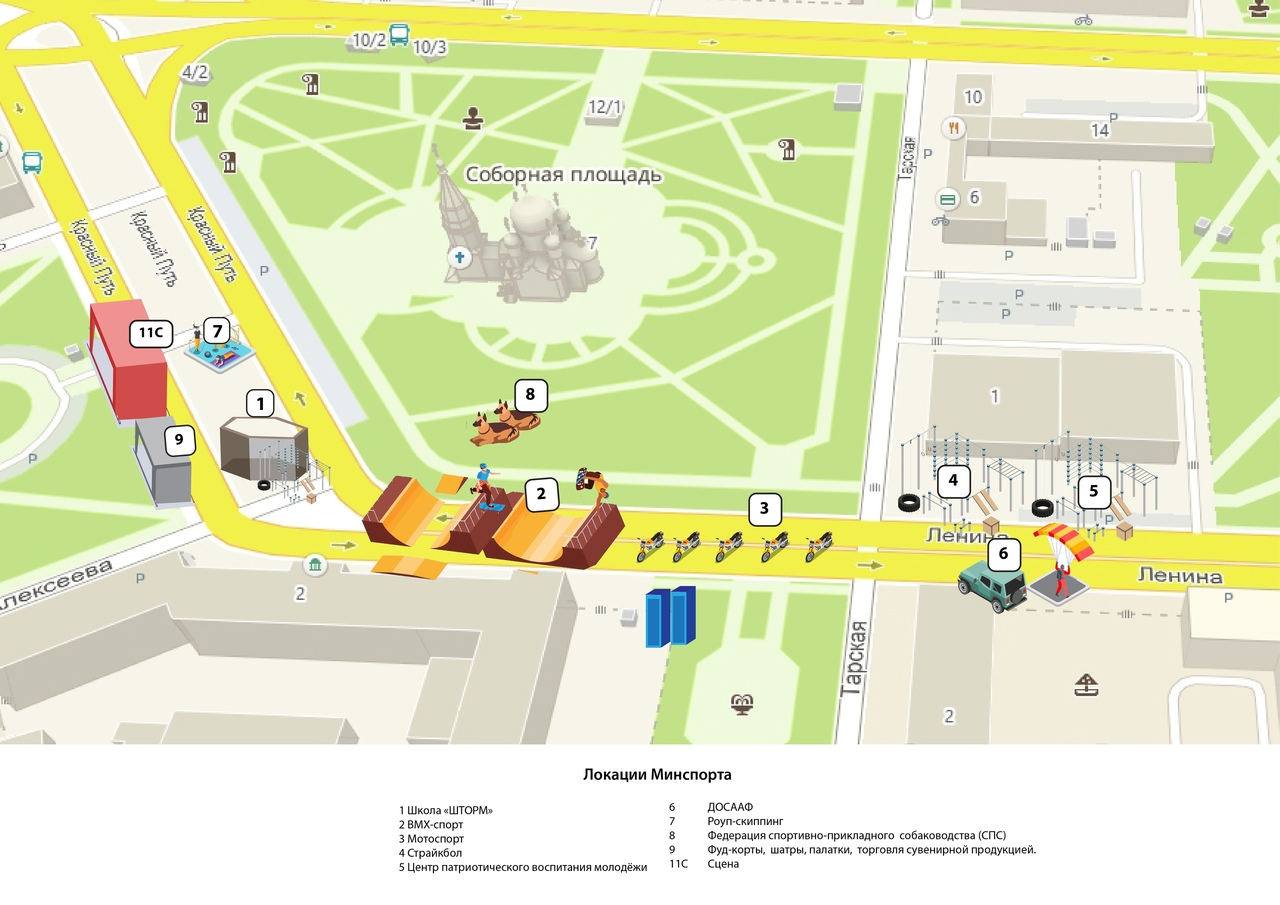 10/2
10/3
4/2
12/1
10
P
14
Тарская
P
Соборная площадь
6
7
Красный Путь
Красный Путь
Красный Путь
P
P
P
P
11С
7
8
1
1
9
P
2
3
4
5
P
Ленина
6
Ленина
Алексеева
P
2
P
Тарская
2
Локации Минспорта
1 Школа «ШТОРМ»
2 ВМХ-спорт
3 Мотоспорт
4 Страйкбол
5 Центр патриотического воспитания молодёжи
6 ДОСААФ
7 Роуп-скиппинг
8 Федерация спортивно-прикладного собаководства (СПС)
9 Фуд-корты, шатры, палатки, торговля сувенирной продукцией.
11С Сцена